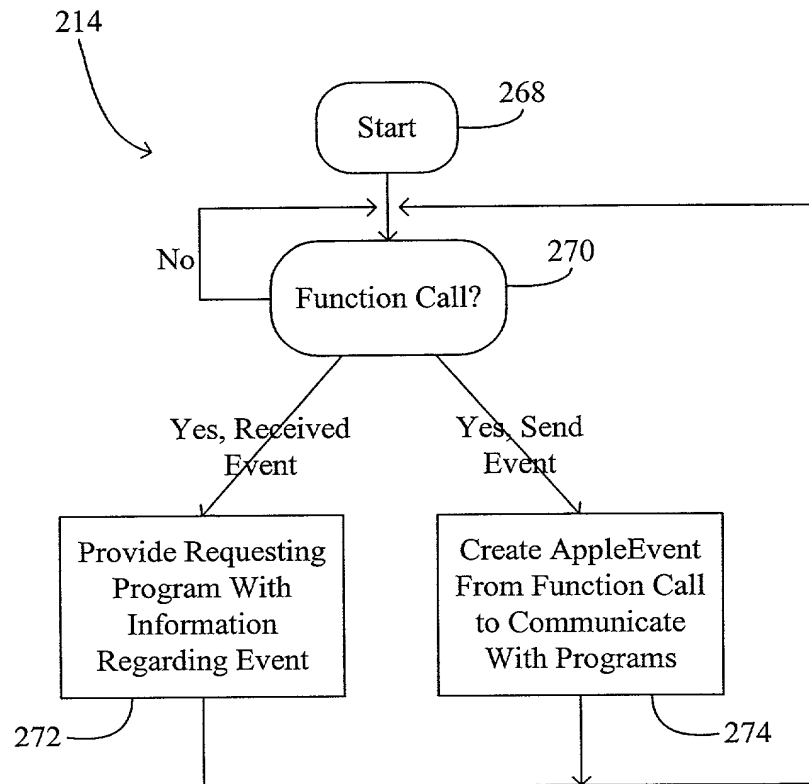 214
268
Start
270
No
Function Call?
Yes, Received
Event
Yes, Send
Event
Provide Requesting
Program With
Information
Regarding Event
Create AppleEvent
From Function Call
to Communicate
With Programs
272
274